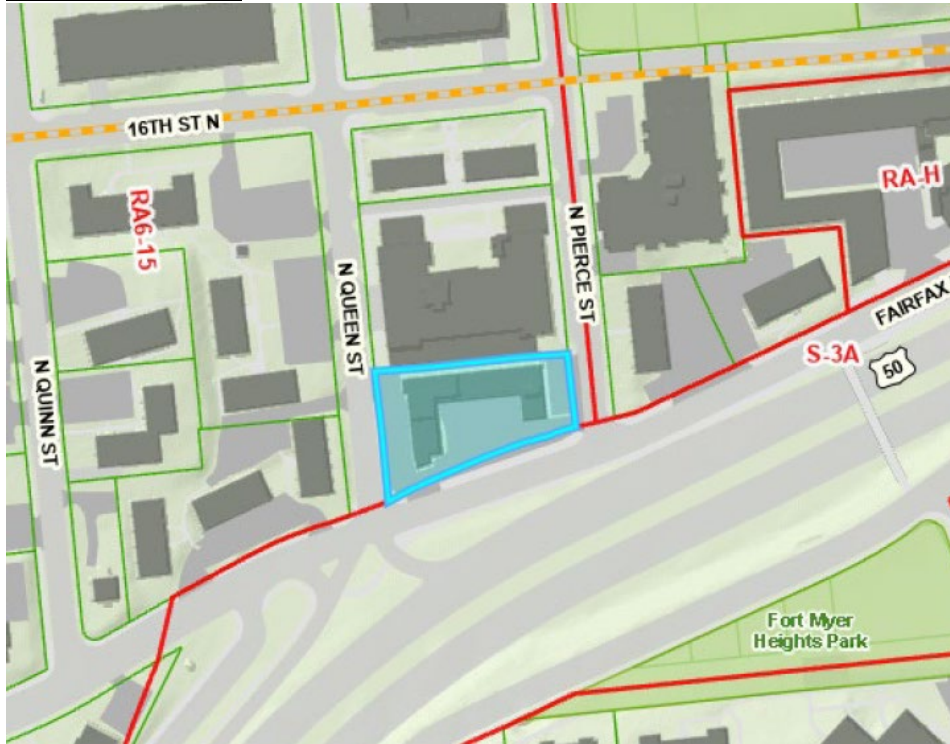 16TH ST N
RA6-15
RA-H
N PIERCE ST
N QUEEN ST
FAIRFAX
S-3A
50
N QUINN ST
Fort Myer
Heights Park